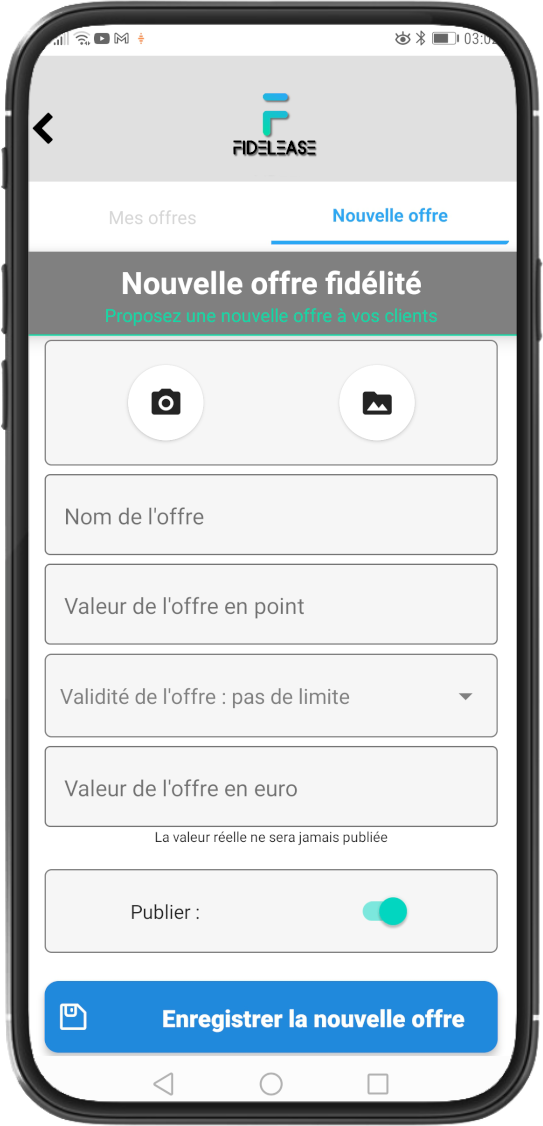 03:0
FIDELEASE
Mes offres
Nouvelle offre
Nouvelle offre fidélité
Proposez une nouvelle offre à vos clients
Nom de l'offre
Valeur de l'offre en point
Validité de l'offre : pas de limite
Valeur de l'offre en euro
La valeur réelle ne sera jamais publiée
Publier :
Enregistrer la nouvelle offre